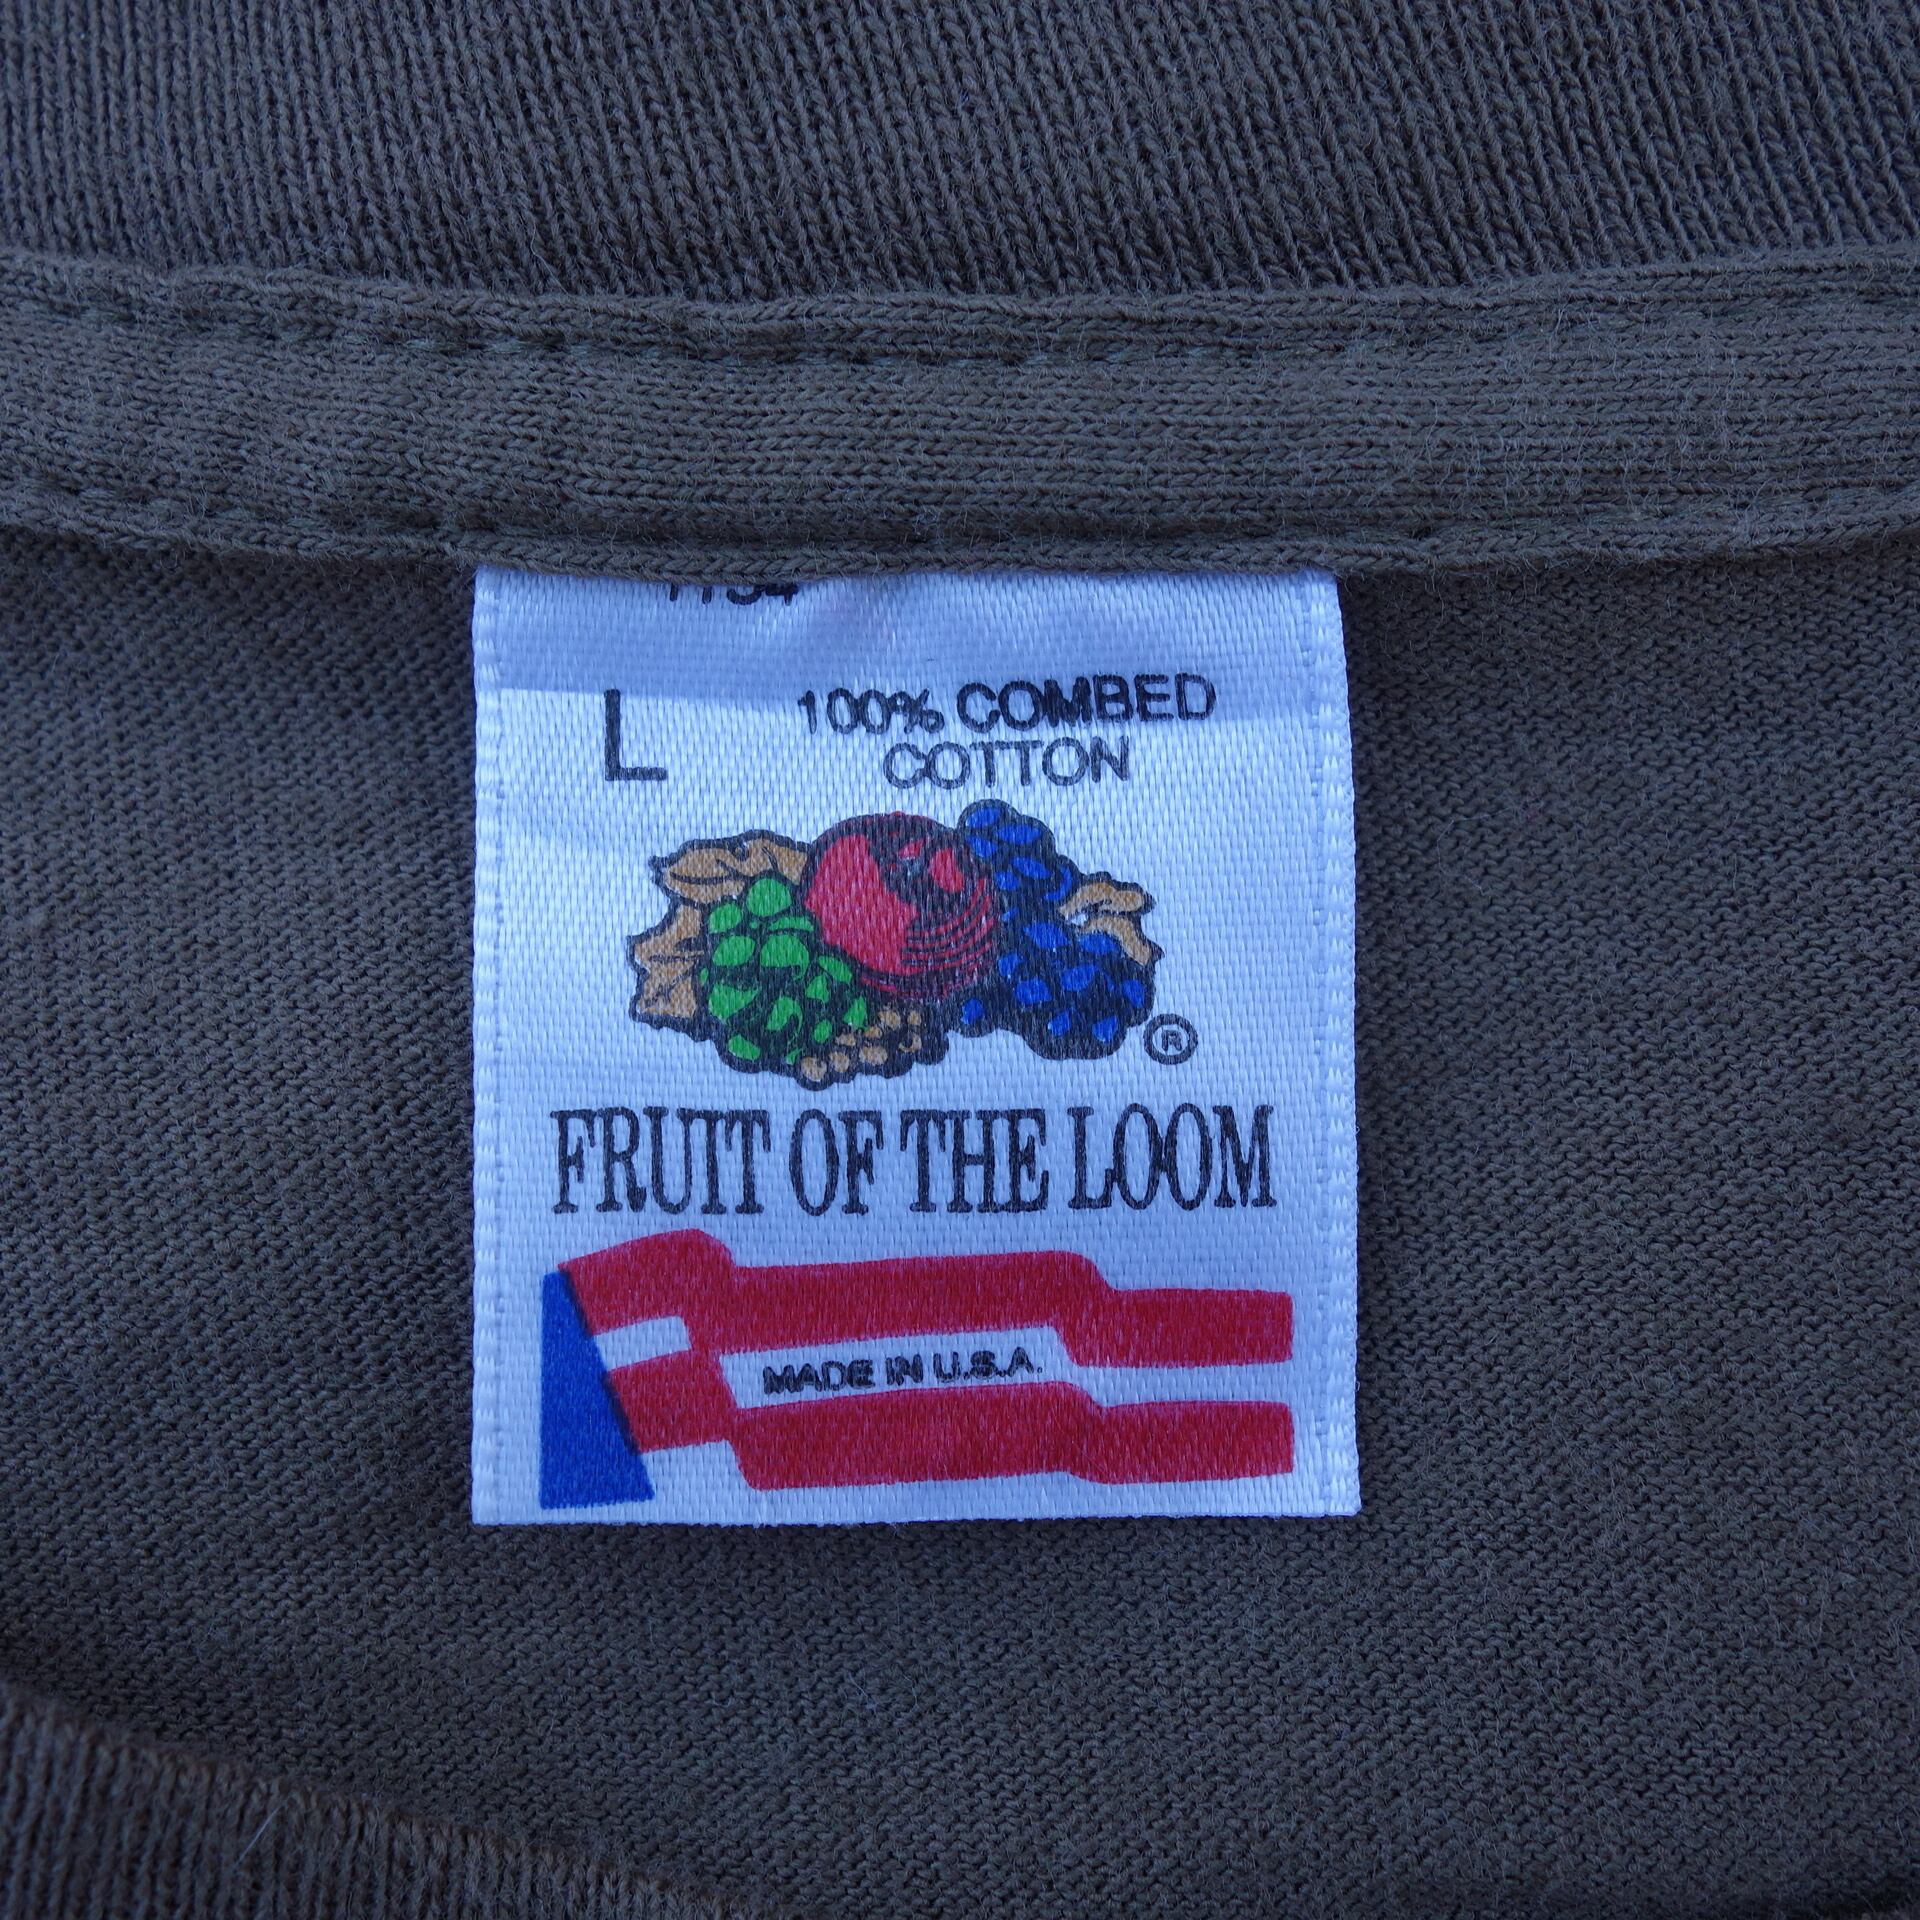 L
100% COMBED
COTTON
®
FRUIT OF THE LOOM
MADE IN U.S.A.